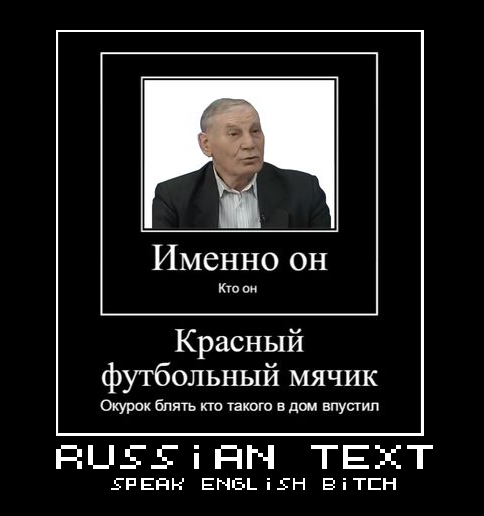 Именно он
Кто он
Красный
футбольный мячик
Окурок блять кто такого в дом впустил
RUSSiAN TEXT
SPEAK ENGLiSH BiTCH